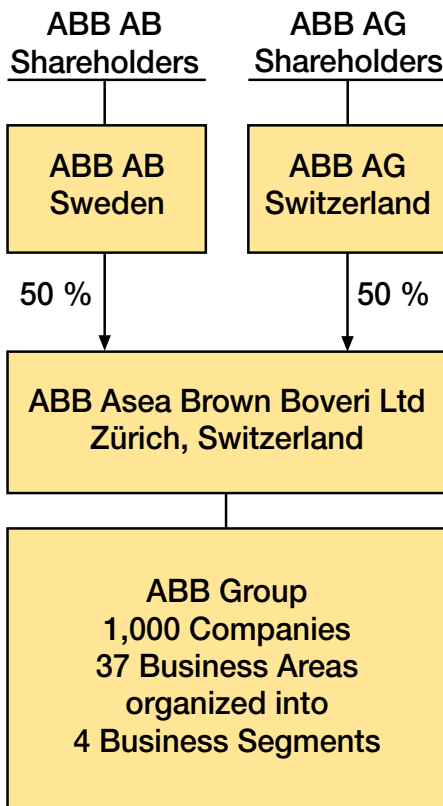 ABB AB
Shareholders
ABB AG
Shareholders
ABB AB
Sweden
ABB AG
Switzerland
50 %
50 %
ABB Asea Brown Boveri Ltd
Zürich, Switzerland
ABB Group
1,000 Companies
37 Business Areas
organized into
4 Business Segments